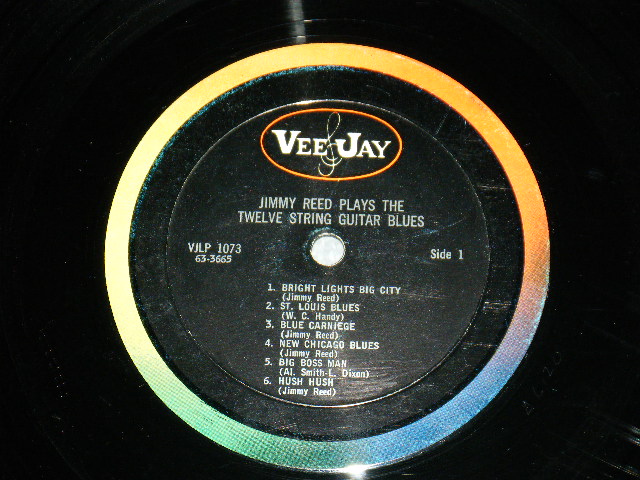 VEE JAY
JIMMY REED PLAYS THE
TWELVE STRING GUITAR BLUES
VJLP 1073
63-3665
Side 1
1. BRIGHT LIGHTS BIG CITY
(Jimmy Reed)
2. ST. LOUIS BLUES
(W. C. Handy)
3. BLUE CARNIEGE
(Jimmy Reed)
4. NEW CHICAGO BLUES
(Jimmy Reed)
5. BIG BOSS MAN
(Al. Smith-L. Dixon)
6. HUSH HUSH
(Jimmy Reed)